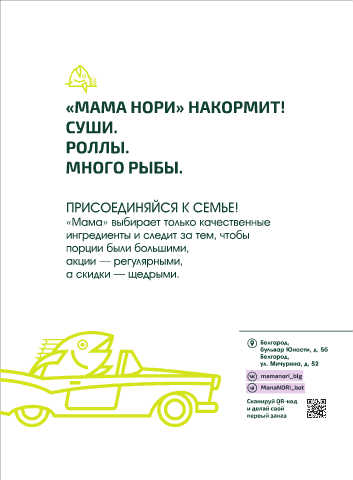 «МАМА НОРИ» НАКОРМИТ!
СУШИ.
РОЛЛЫ.
МНОГО РЫБЫ.
ПРИСОЕДИНЯЙСЯ К СЕМЬЕ!
«Мама» выбирает только качественные
ингредиенты и следит за тем, чтобы
порции были большими,
акции — регулярными,
а скидки — щедрыми.
Белгород,
бульвар Юности, д. 5б
Белгород,
ул. Мичурина, д. 52
mamanori_blg
MamaNORI_bot
Сканируй QR-код
и делай свой
первый заказ